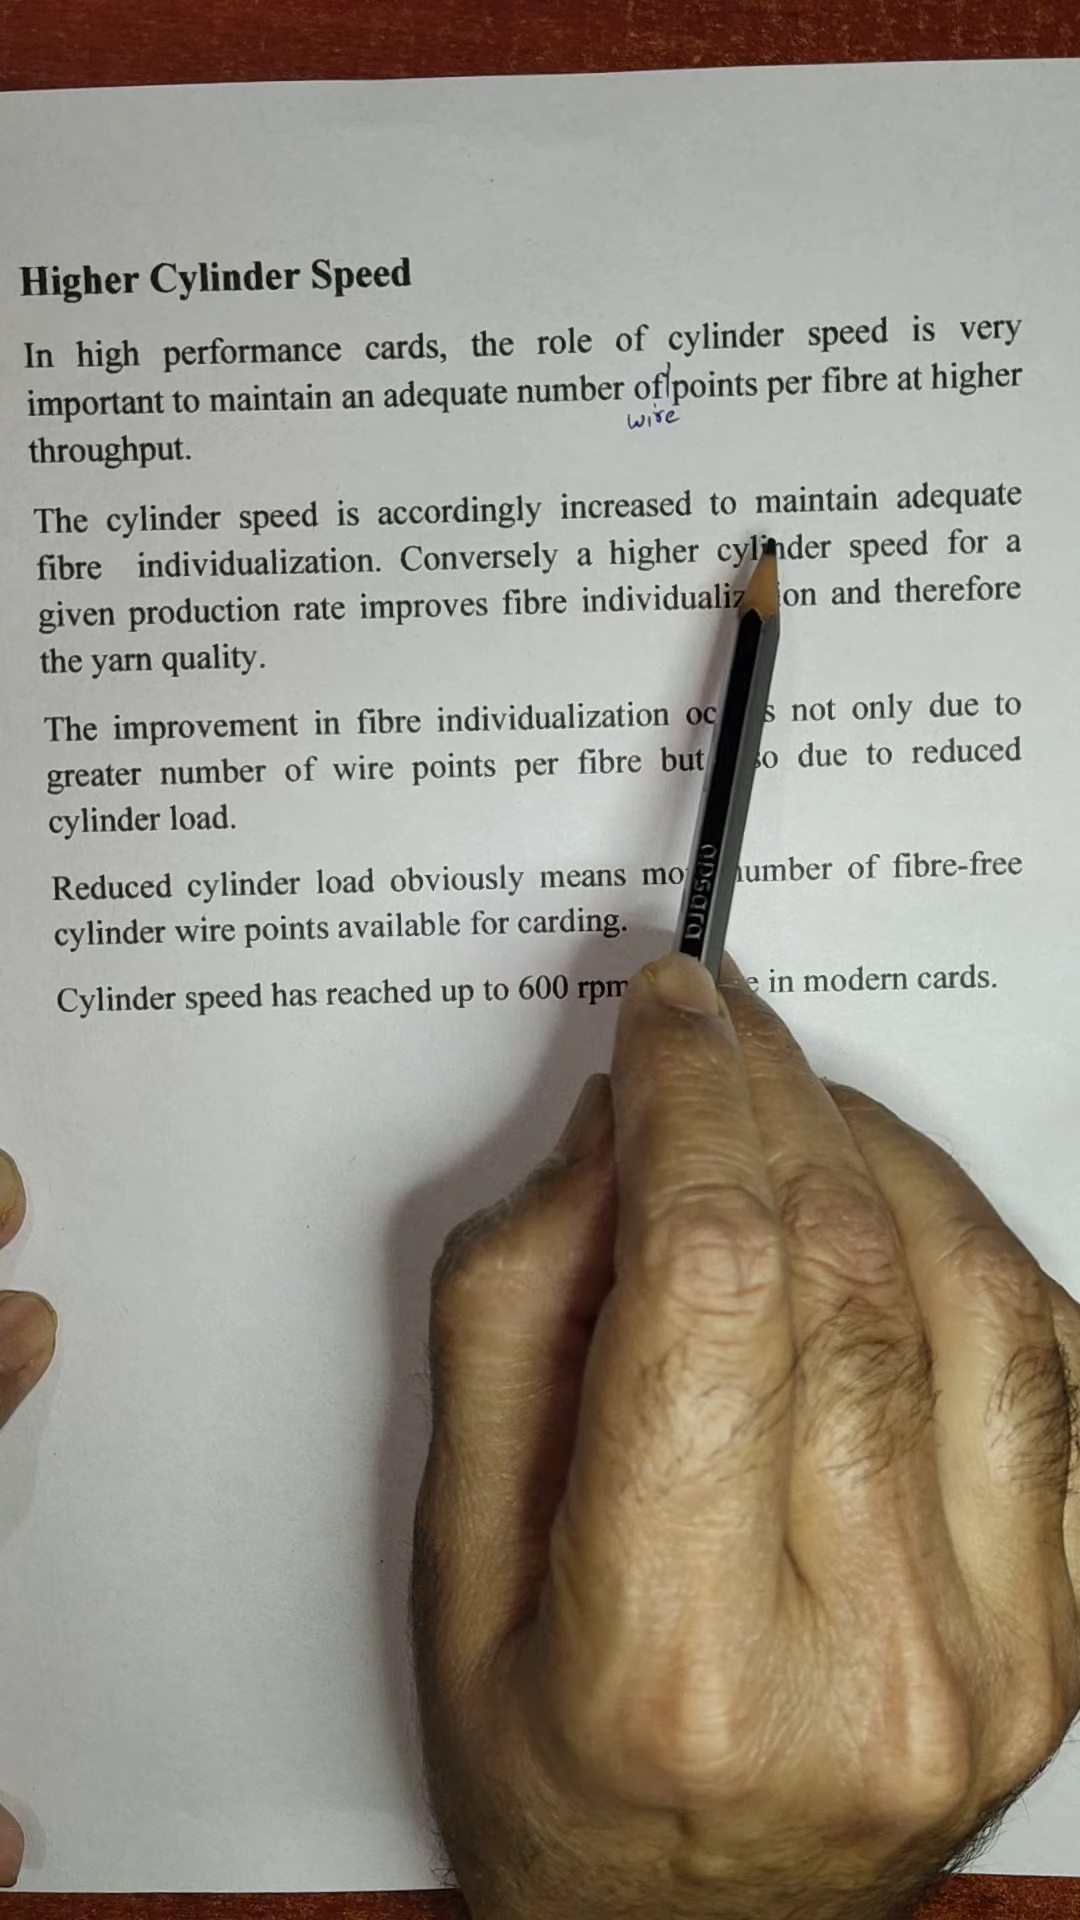 Higher Cylinder Speed
In high performance cards, the role of cylinder speed is very
important to maintain an adequate number of points per fibre at higher
wire
throughput.
The cylinder speed is accordingly increased to maintain adequate
fibre individualization. Conversely a higher cylinder speed for a
given production rate improves fibre and therefore
the yarn quality.
The improvement in fibre individualization not only due to
greater number of wire points per fibre but due to reduced
cylinder load.
Reduced cylinder load obviously means number of fibre-free
cylinder wire points available for carding.
Cylinder speed has reached up to 600 rpm in modern cards.
apsara